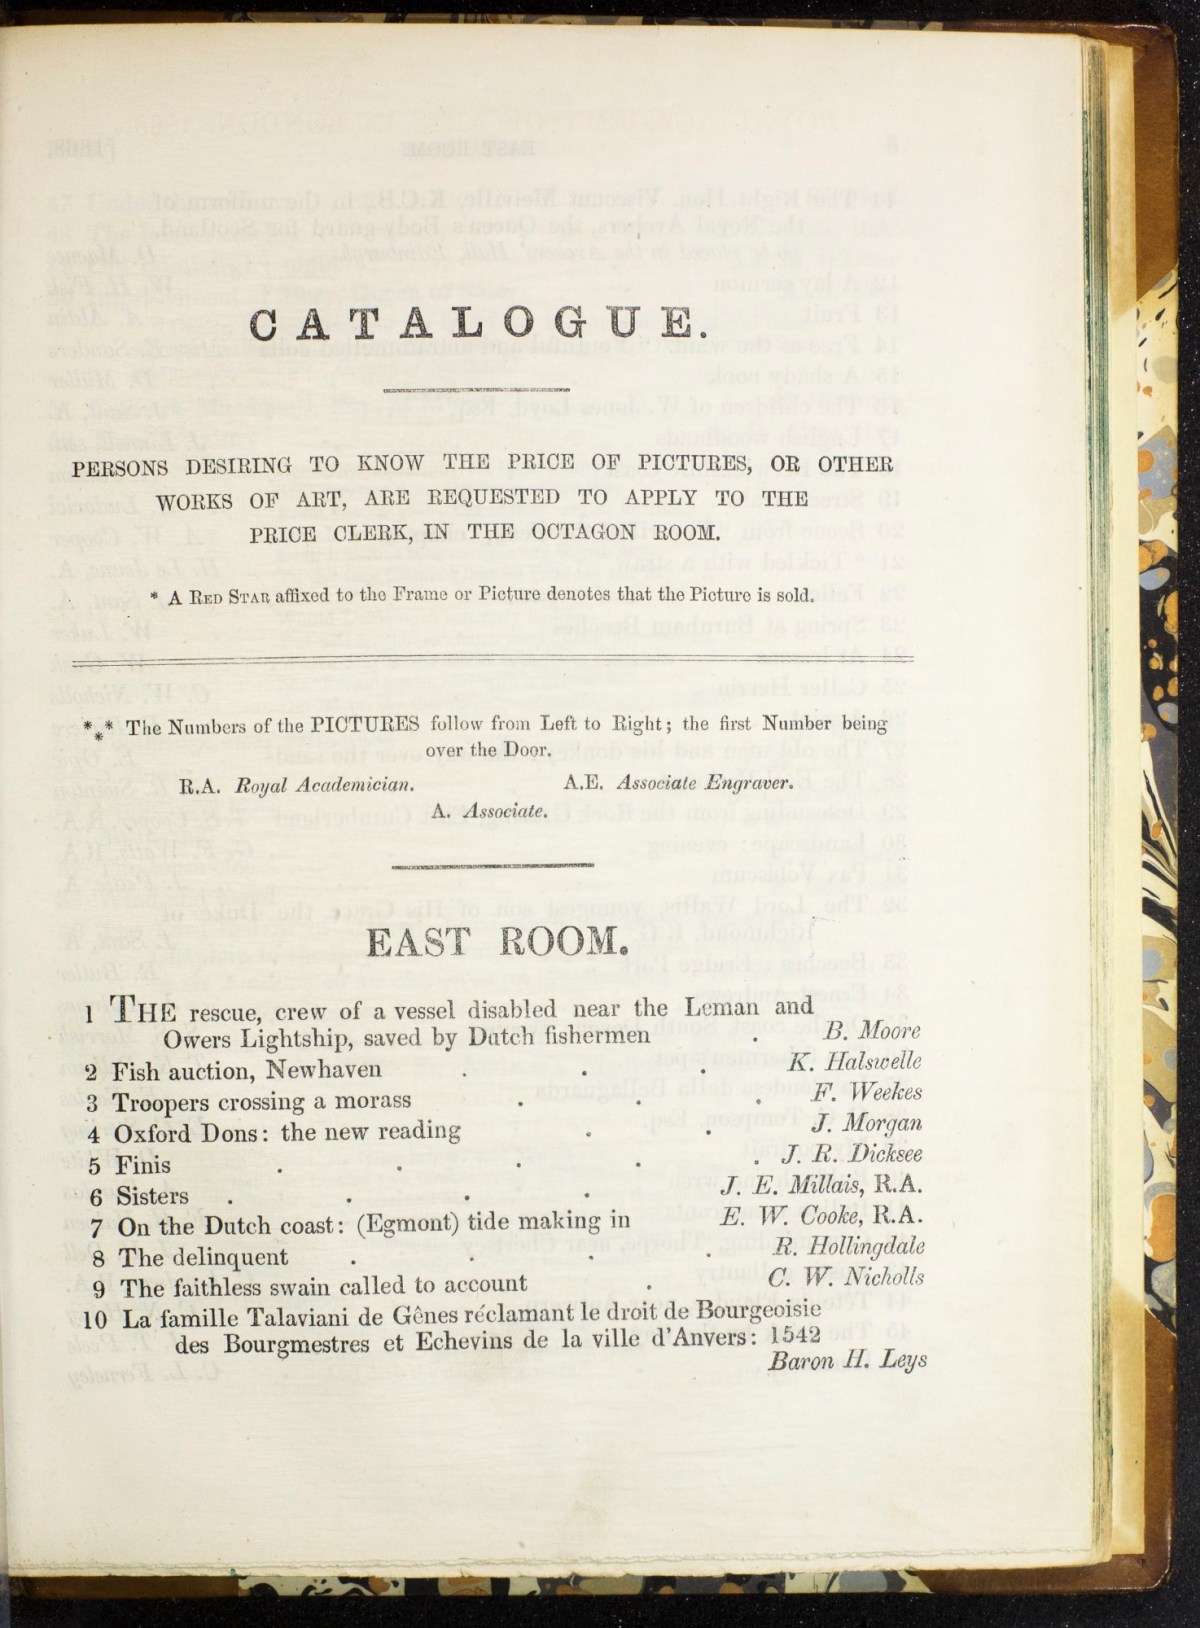 CATALOGUE.
PERSONS DESIRING TO KNOW THE PRICE OF PICTURES, OR OTHER
WORKS OF ART, ARE REQUESTED TO APPLY TO THE
PRICE CLERK, IN THE OCTAGON ROOM.
* A RED STAR affixed to the Frame or Picture denotes that the Picture is sold.
*** The Numbers of the PICTURES follow from Left to Right; the first Number being
over the Door.
R.A. Royal Academician. A.E. Associate Engraver.
A. Associate.
EAST ROOM.
1 THE rescue, crew of a vessel disabled near the Leman and
Owers Lightship, saved by Dutch fishermen . B. Moore
2 Fish auction, Newhaven . . . K. Halswelle
3 Troopers crossing a morass . . . F. Weekes
4 Oxford Dons: the new reading . . J. Morgan
5 Finis . . . . . J. R. Dicksee
6 Sisters . . . . J. E. Millais, R.A.
7 On the Dutch coast: (Egmont) tide making in E. W. Cooke, R.A.
8 The delinquent . . . . R. Hollingdale
9 The faithless swain called to account . C. W. Nicholls
10 La famille Talaviani de Gênes réclamant le droit de Bourgeoisie
des Bourgmestres et Echevins de la ville d'Anvers: 1542
Baron H. Leys